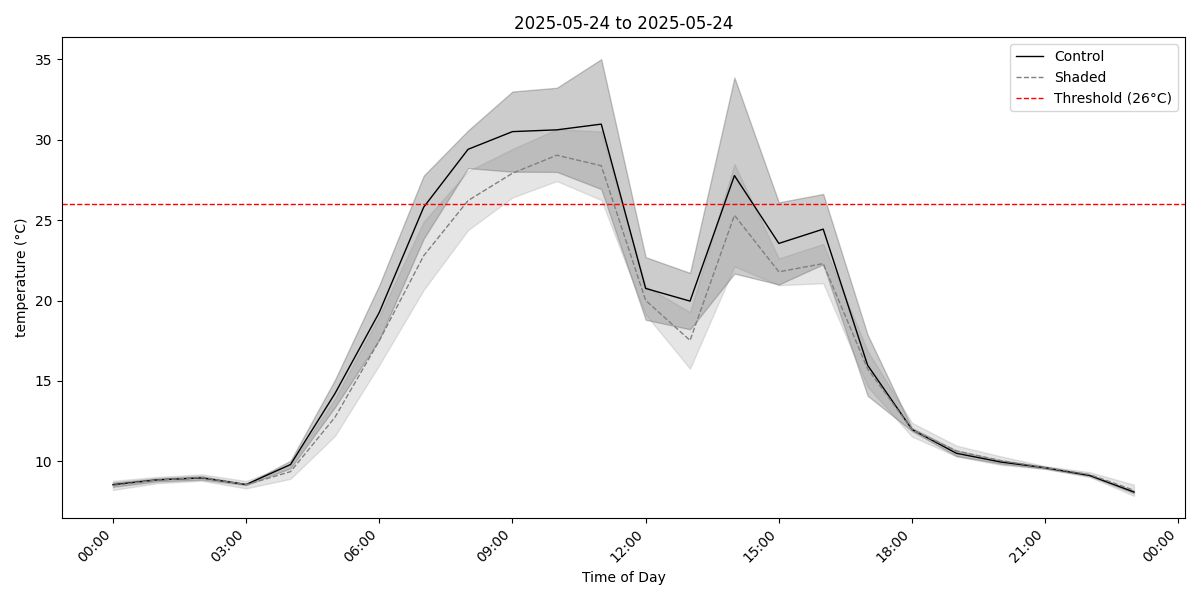 2025-05-24 to 2025-05-24
Control
Shaded
Threshold (26°C)
temperature (°C)
35
30
25
20
15
10
00:00
03:00
06:00
09:00
12:00
15:00
18:00
21:00
00:00
Time of Day